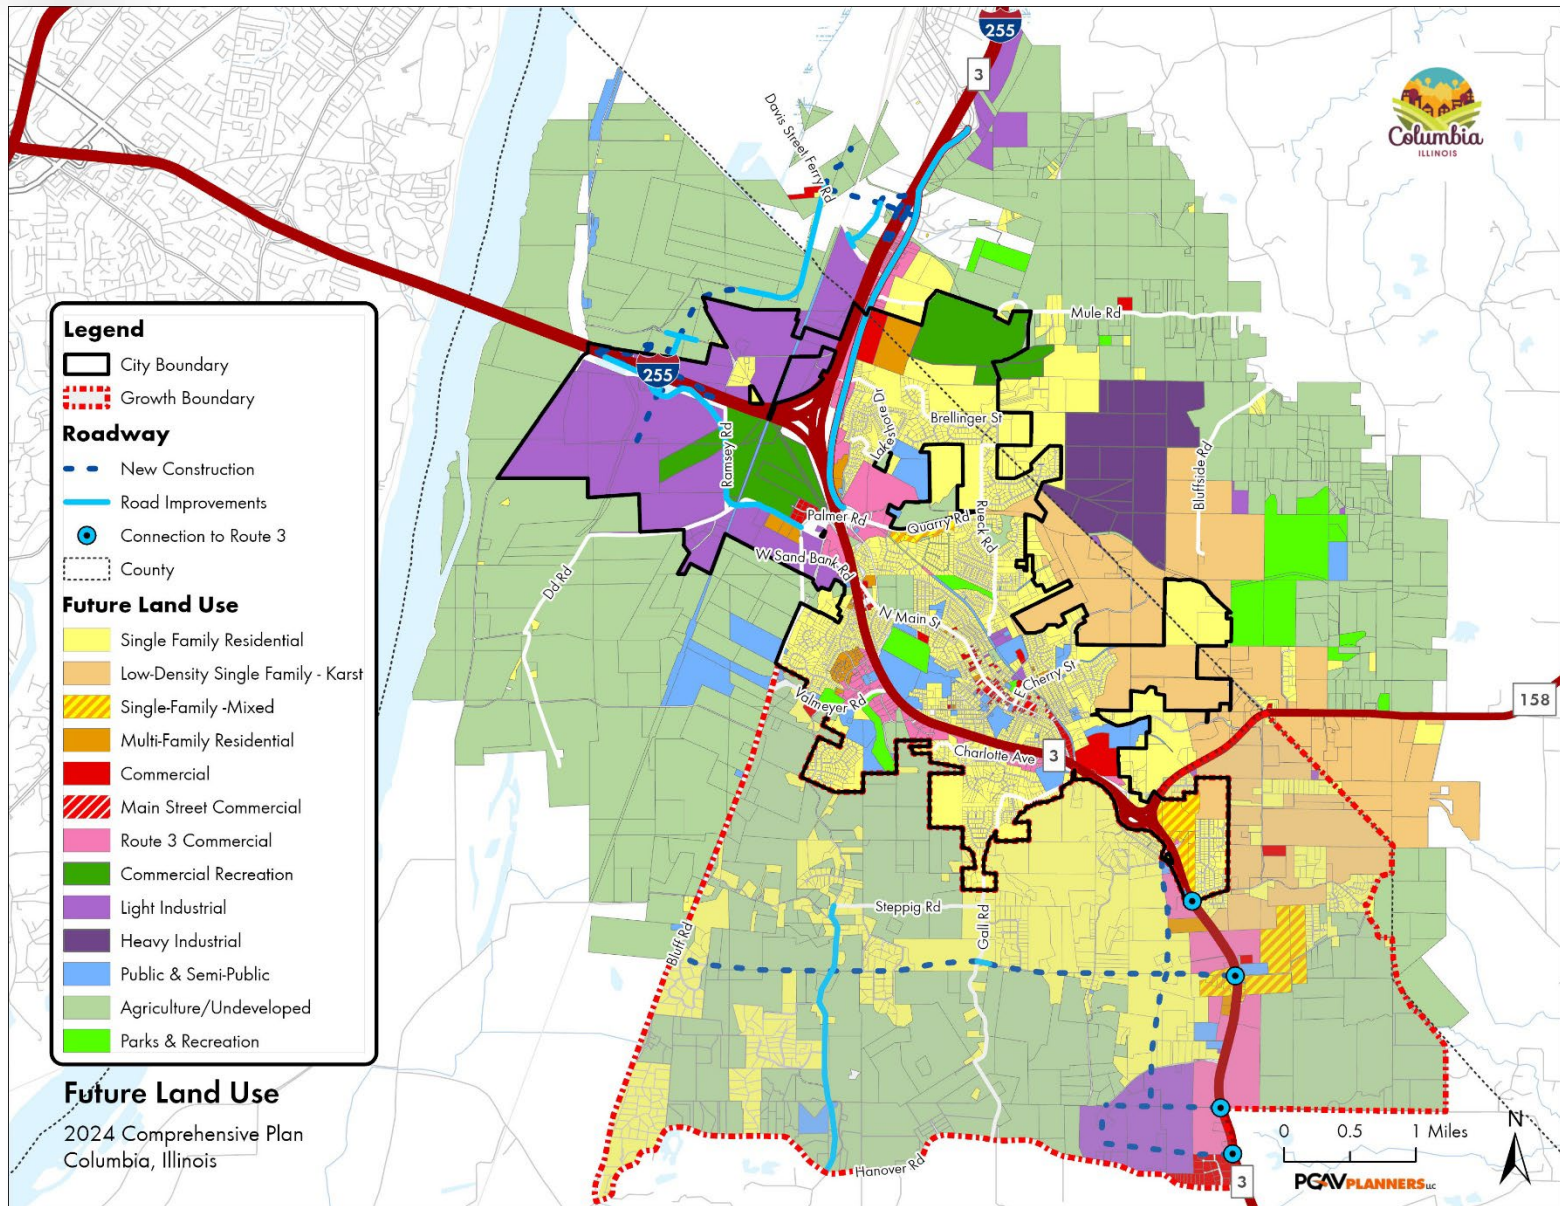 255
3
Columbia
ILLINOIS
Davis Street Ferry Rd
Mule Rd
Legend
City Boundary
Growth Boundary
Roadway
New Construction
Road Improvements
Connection to Route 3
County
Future Land Use
Single Family Residential
Low-Density Single Family - Karst
Single-Family -Mixed
Multi-Family Residential
Commercial
Main Street Commercial
Route 3 Commercial
Commercial Recreation
Light Industrial
Heavy Industrial
Public & Semi-Public
Agriculture/Undeveloped
Parks & Recreation
255
Lakeshore Dr
Brellinger St
Ramsey Rd
Bluffside Rd
Palmer Rd
Quarry Rd
Rueck Rd
W Sand Bank Rd
Dd Rd
N Main St
E Cherry St
Valmeyer Rd
158
Charlotte Ave
3
Steppig Rd
Gall Rd
Bluff Rd
Hanover Rd
3
Future Land Use
2024 Comprehensive Plan
Columbia, Illinois
N
0 0.5 1 Miles
PGAV PLANNERS LLC